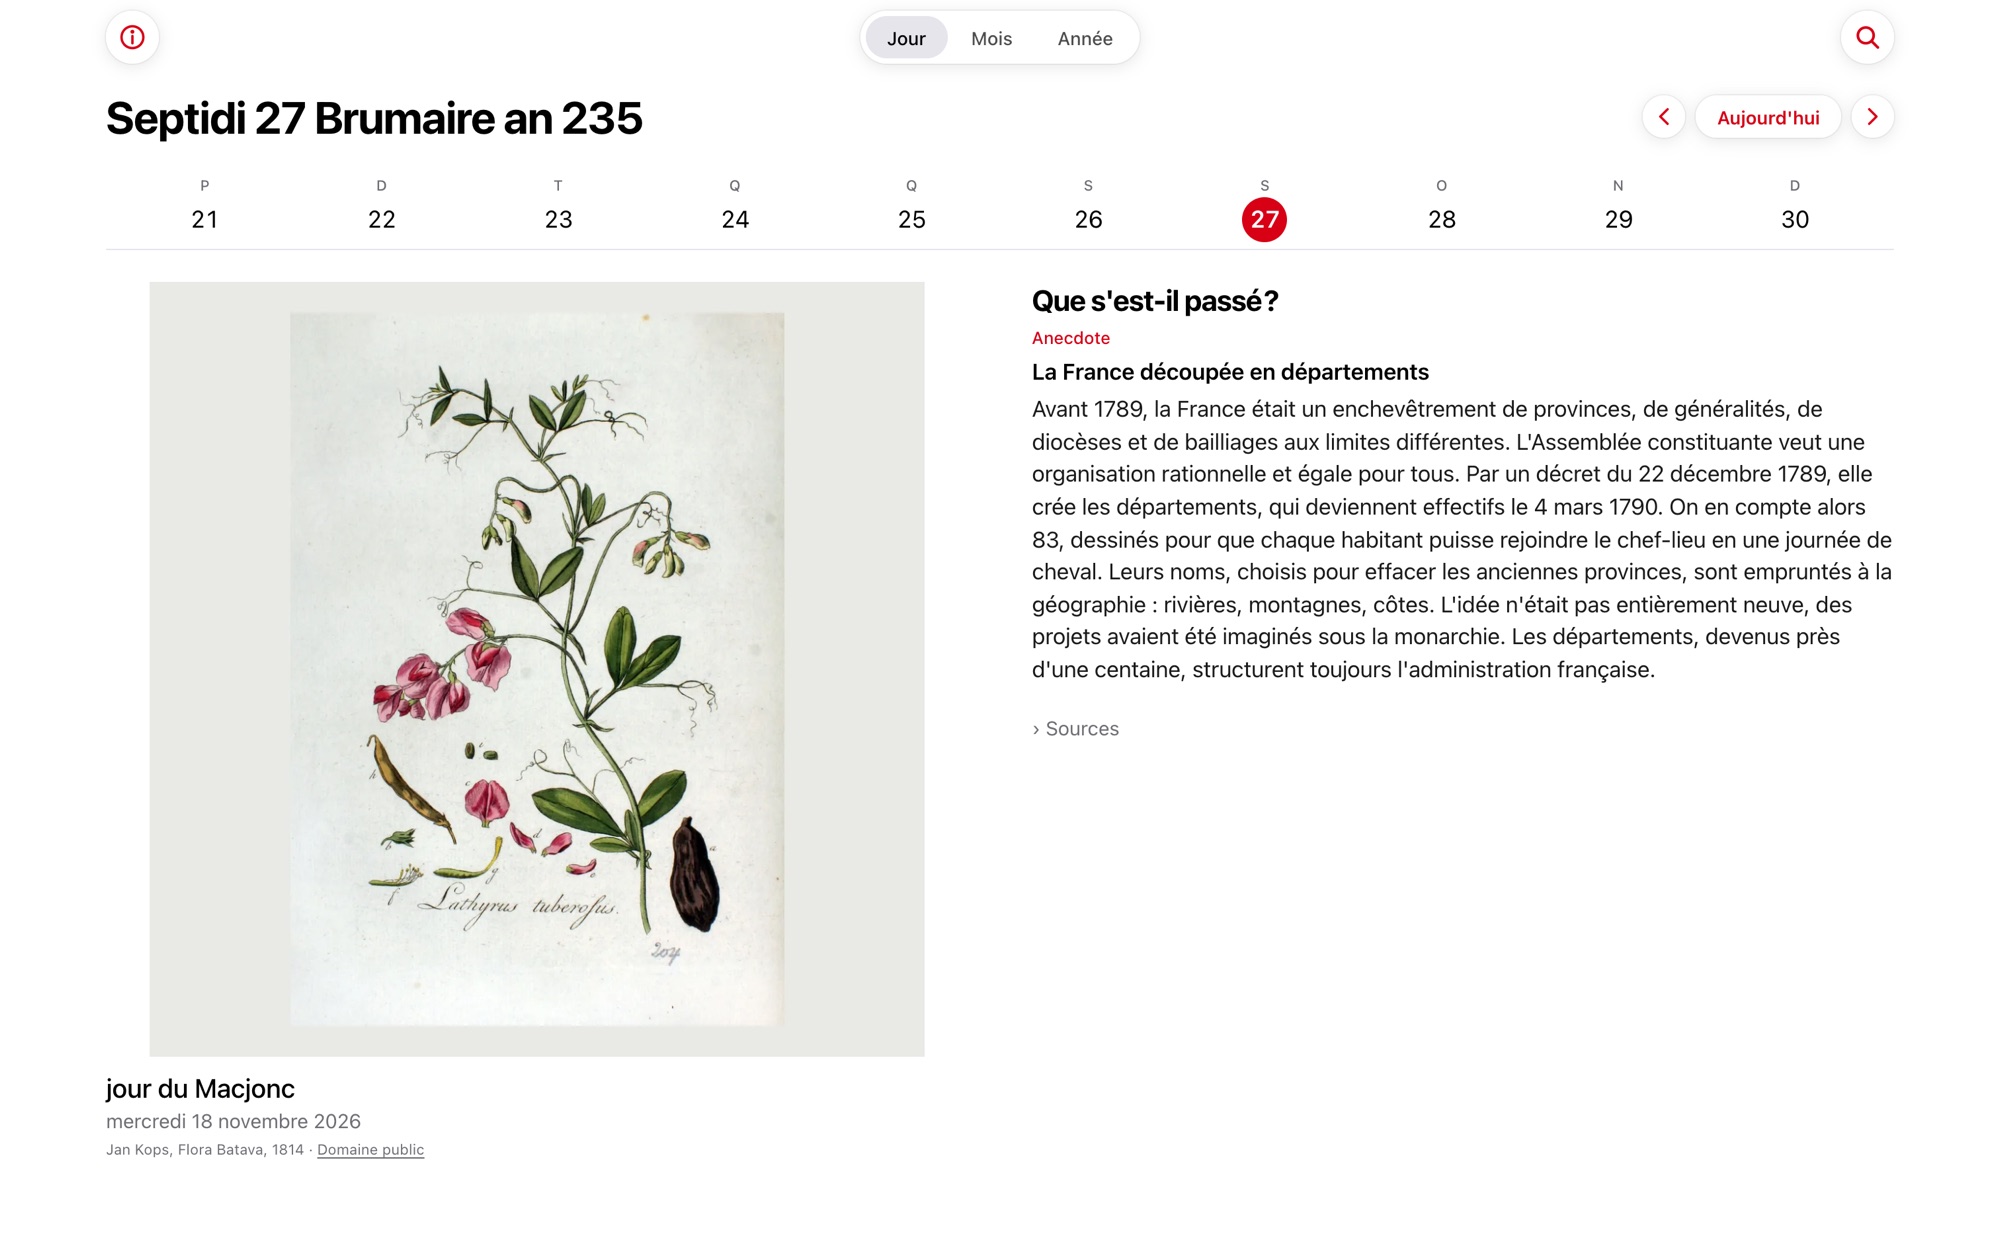 Jour Mois Année
Septidi 27 Brumaire an 235
Aujourd'hui
P D T Q Q S S O N D
21 22 23 24 25 26 27 28 29 30
Que s'est-il passé ?
Anecdote
La France découpée en départements
Avant 1789, la France était un enchevêtrement de provinces, de généralités, de
diocèses et de bailliages aux limites différentes. L'Assemblée constituante veut une
organisation rationnelle et égale pour tous. Par un décret du 22 décembre 1789, elle
crée les départements, qui deviennent effectifs le 4 mars 1790. On en compte alors
83, dessinés pour que chaque habitant puisse rejoindre le chef-lieu en une journée de
cheval. Leurs noms, choisis pour effacer les anciennes provinces, sont empruntés à la
géographie : rivières, montagnes, côtes. L'idée n'était pas entièrement neuve, des
projets avaient été imaginés sous la monarchie. Les départements, devenus près
d'une centaine, structurent toujours l'administration française.
› Sources
h
i
c
d
a
b
g
e
f
Lathyrus tuberosus.
204
jour du Macjonc
mercredi 18 novembre 2026
Jan Kops, Flora Batava, 1814 · Domaine public